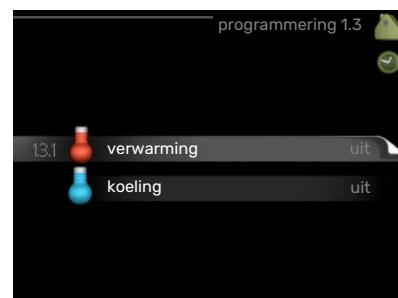 programmering 1.3
1.3.1 verwarming uit
koeling uit